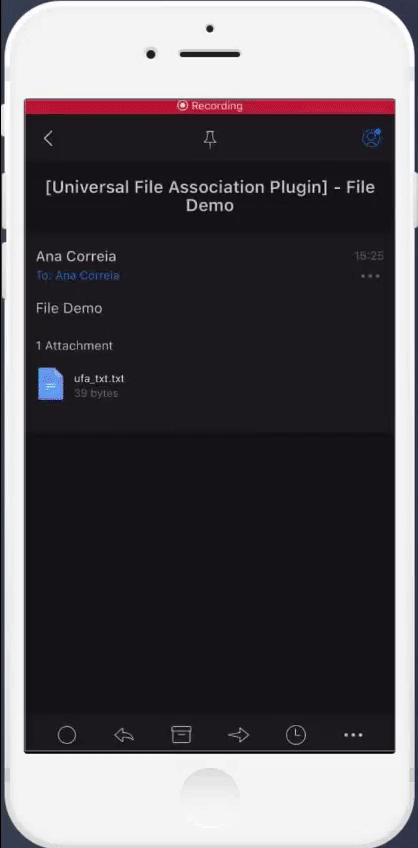 Recording
[Universal File Association Plugin] - File
Demo
Ana Correia
15:25
To: Ana Correia
File Demo
1 Attachment
ufa_txt.txt
39 bytes